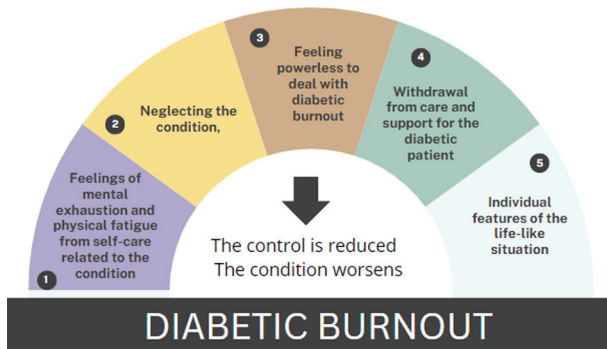 1
Feelings of
mental
exhaustion and
physical fatigue
from self-care
related to the
condition
2
Neglecting the
condition,
3
Feeling
powerless to
deal with
diabetic
burnout
4
Withdrawal
from care and
support for the
diabetic
patient
5
Individual
features of the
life-like
situation
The control is reduced
The condition worsens
DIABETIC BURNOUT